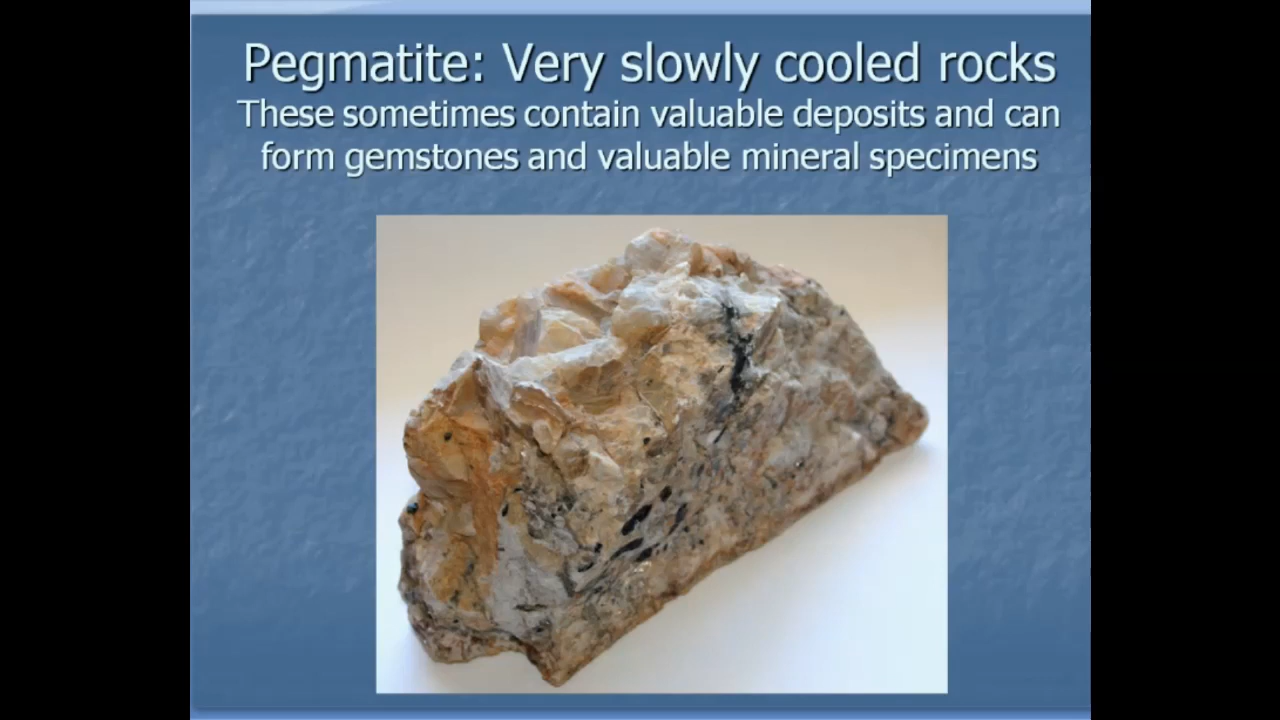 Pegmatite: Very slowly cooled rocks
These sometimes contain valuable deposits and can
form gemstones and valuable mineral specimens